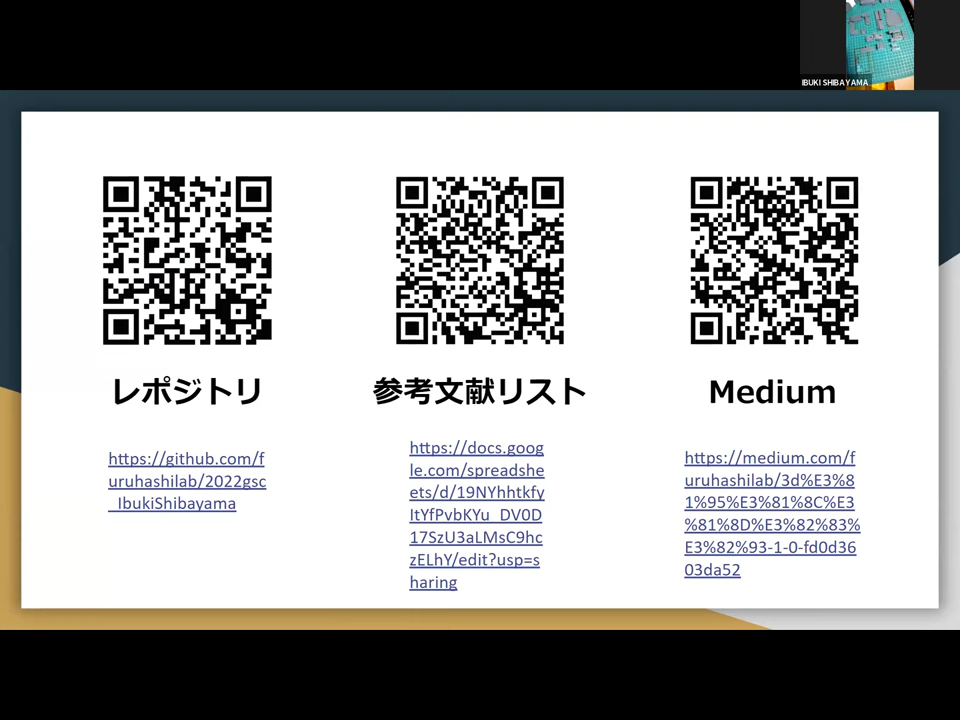 IBUKI SHIBAYAMA
レポジトリ
https://github.com/f
uruhashilab/2022gsc
_IbukiShibayama
参考文献リスト
https://docs.goog
le.com/spreadshe
ets/d/19NYhhtkfy
ItYfPvbKYu_DV0D
17SzU3aLMsC9hc
zELhY/edit?usp=s
haring
Medium
https://medium.com/f
uruhashilab/3d%E3%8
1%95%E3%81%8C%E3
%81%8D%E3%82%83%
E3%82%93-1-0-fd0d36
03da52